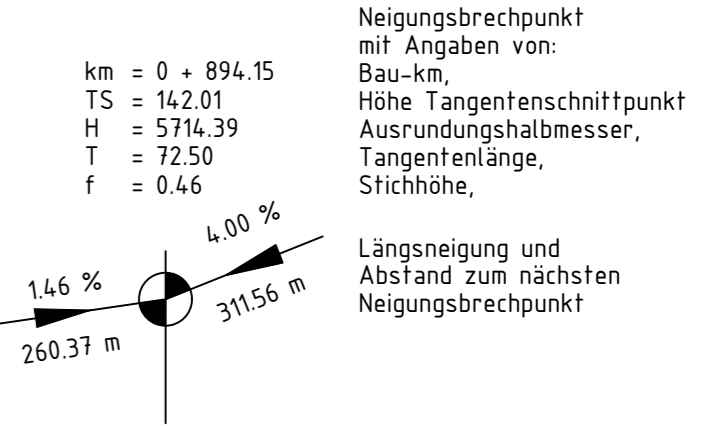 km = 0 + 894.15
TS = 142.01
H = 5714.39
T = 72.50
f = 0.46
Neigungsbrechpunkt
mit Angaben von:
Bau-km,
Höhe Tangentenschnittpunkt
Ausrundungshalbmesser,
Tangentenlänge,
Stichhöhe,
Längsneigung und
Abstand zum nächsten
Neigungsbrechpunkt
4.00 %
311.56 m
1.46 %
260.37 m